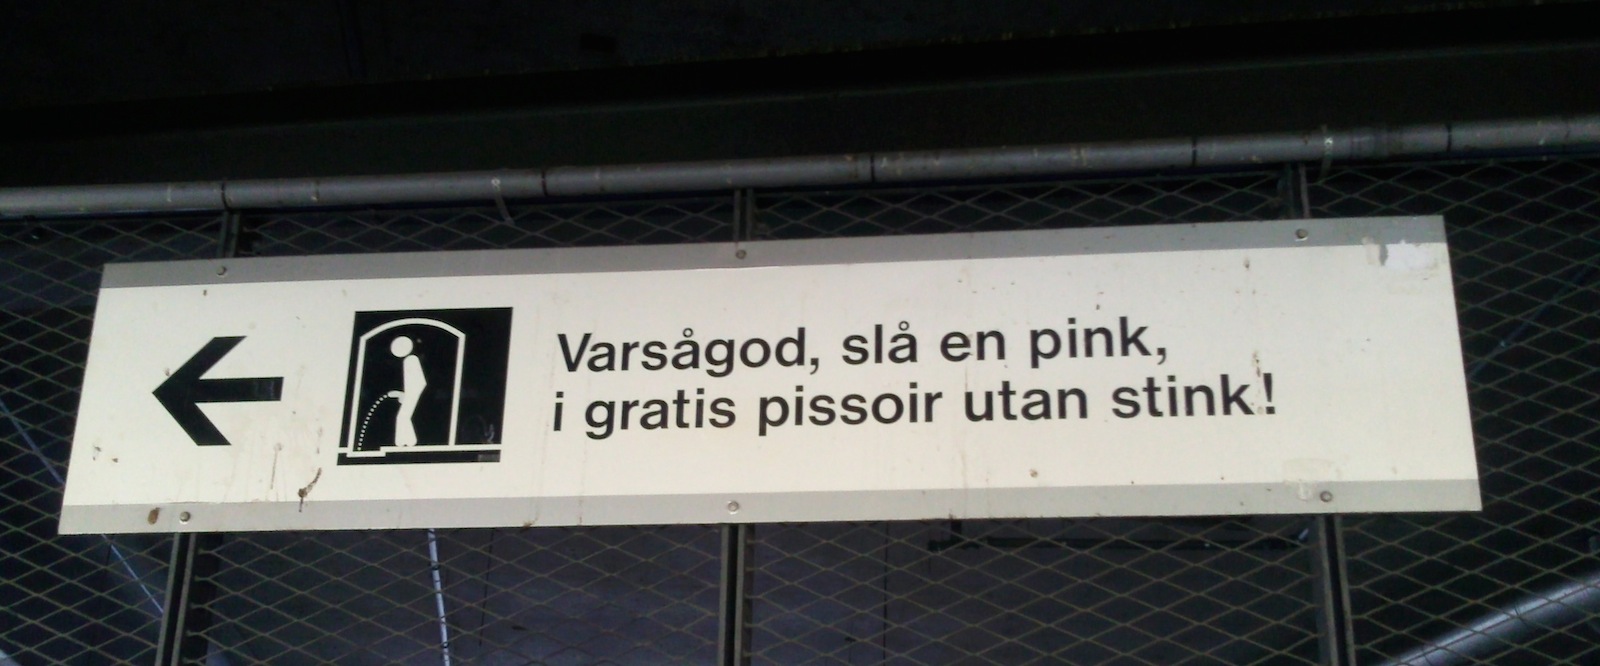 Varsågod, slå en pink,
i gratis pissoir utan stink!